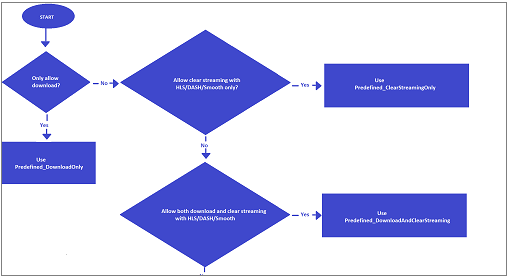 START
Only allow
download?
No
Allow clear streaming with
HLS/DASH/Smooth only?
Yes
Use
Predefined_ClearStreamingOnly
Yes
Use
Predefined_DownloadOnly
No
Allow both download and clear streaming
with HLS/DASH/Smooth
Yes
Use
Predefined_DownloadAndClearStreaming